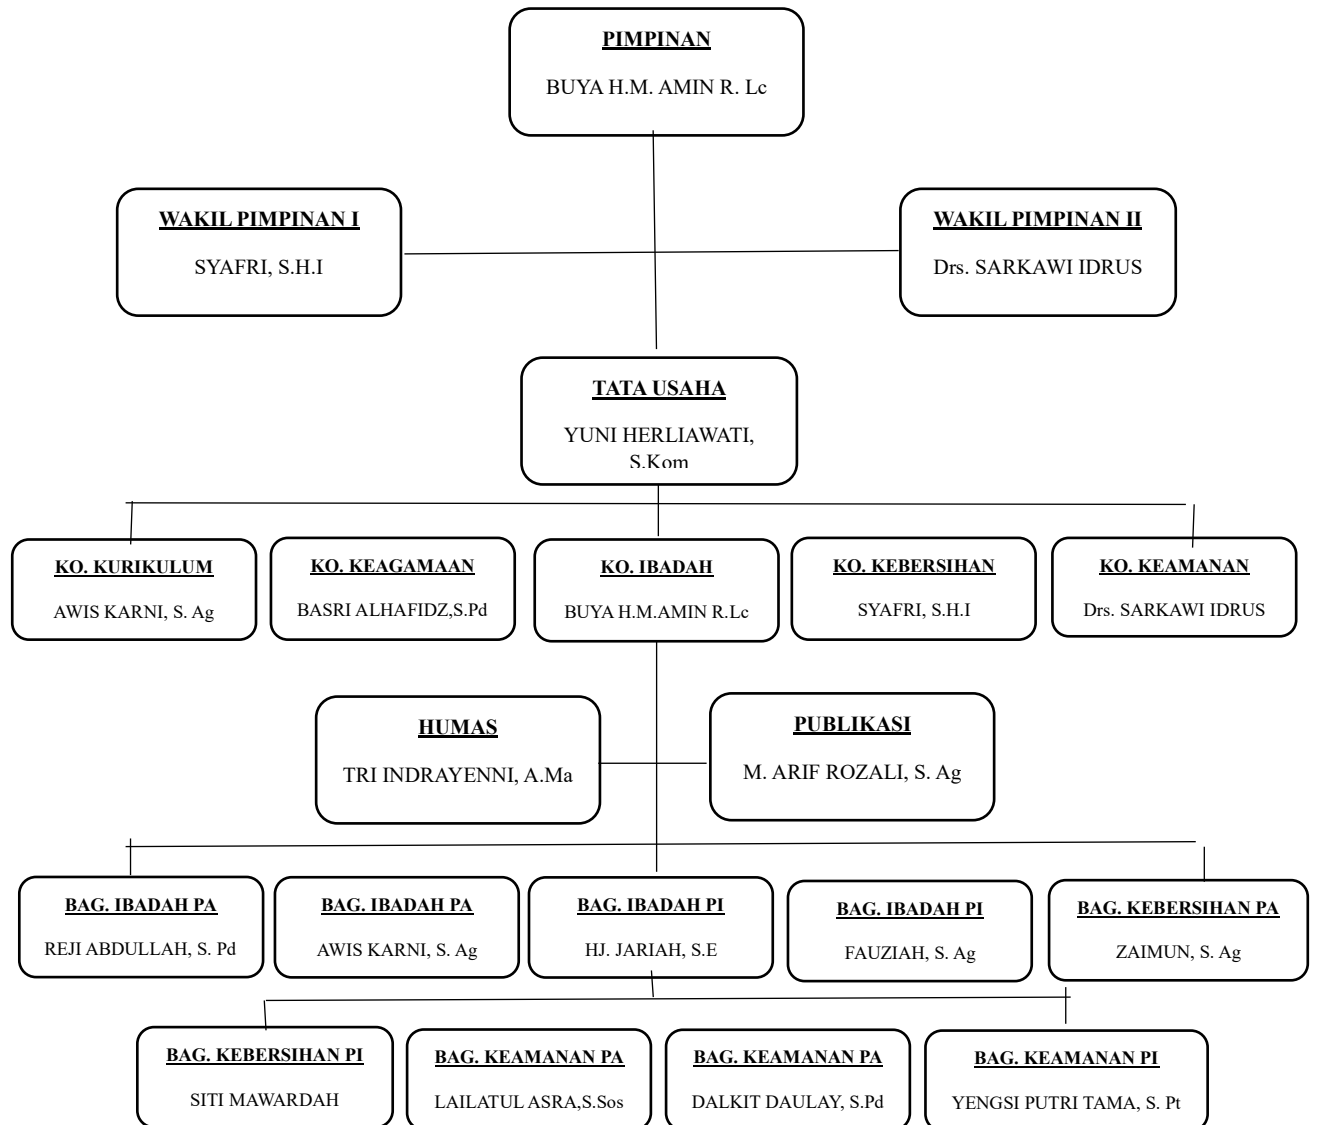 PIMPINAN
BUYA H.M. AMIN R. Lc
WAKIL PIMPINAN I
SYAFRI, S.H.I
WAKIL PIMPINAN II
Drs. SARKAWI IDRUS
TATA USAHA
YUNI HERLIAWATI,
S.Kom
KO. KURIKULUM
AWIS KARNI, S. Ag
KO. KEAGAMAAN
BASRI ALHAFIDZ,S.Pd
KO. IBADAH
BUYA H.M.AMIN R.Lc
KO. KEBERSIHAN
SYAFRI, S.H.I
KO. KEAMANAN
Drs. SARKAWI IDRUS
HUMAS
TRI INDRAYENNI, A.Ma
PUBLIKASI
M. ARIF ROZALI, S. Ag
BAG. IBADAH PA
REJI ABDULLAH, S. Pd
BAG. IBADAH PA
AWIS KARNI, S. Ag
BAG. IBADAH PI
HJ. JARIAH, S.E
BAG. IBADAH PI
FAUZIAH, S. Ag
BAG. KEBERSIHAN PA
ZAIMUN, S. Ag
BAG. KEBERSIHAN PI
SITI MAWARDAH
BAG. KEAMANAN PA
LAILATUL ASRA,S.Sos
BAG. KEAMANAN PA
DALKIT DAULAY, S.Pd
BAG. KEAMANAN PI
YENGSI PUTRI TAMA, S. Pt